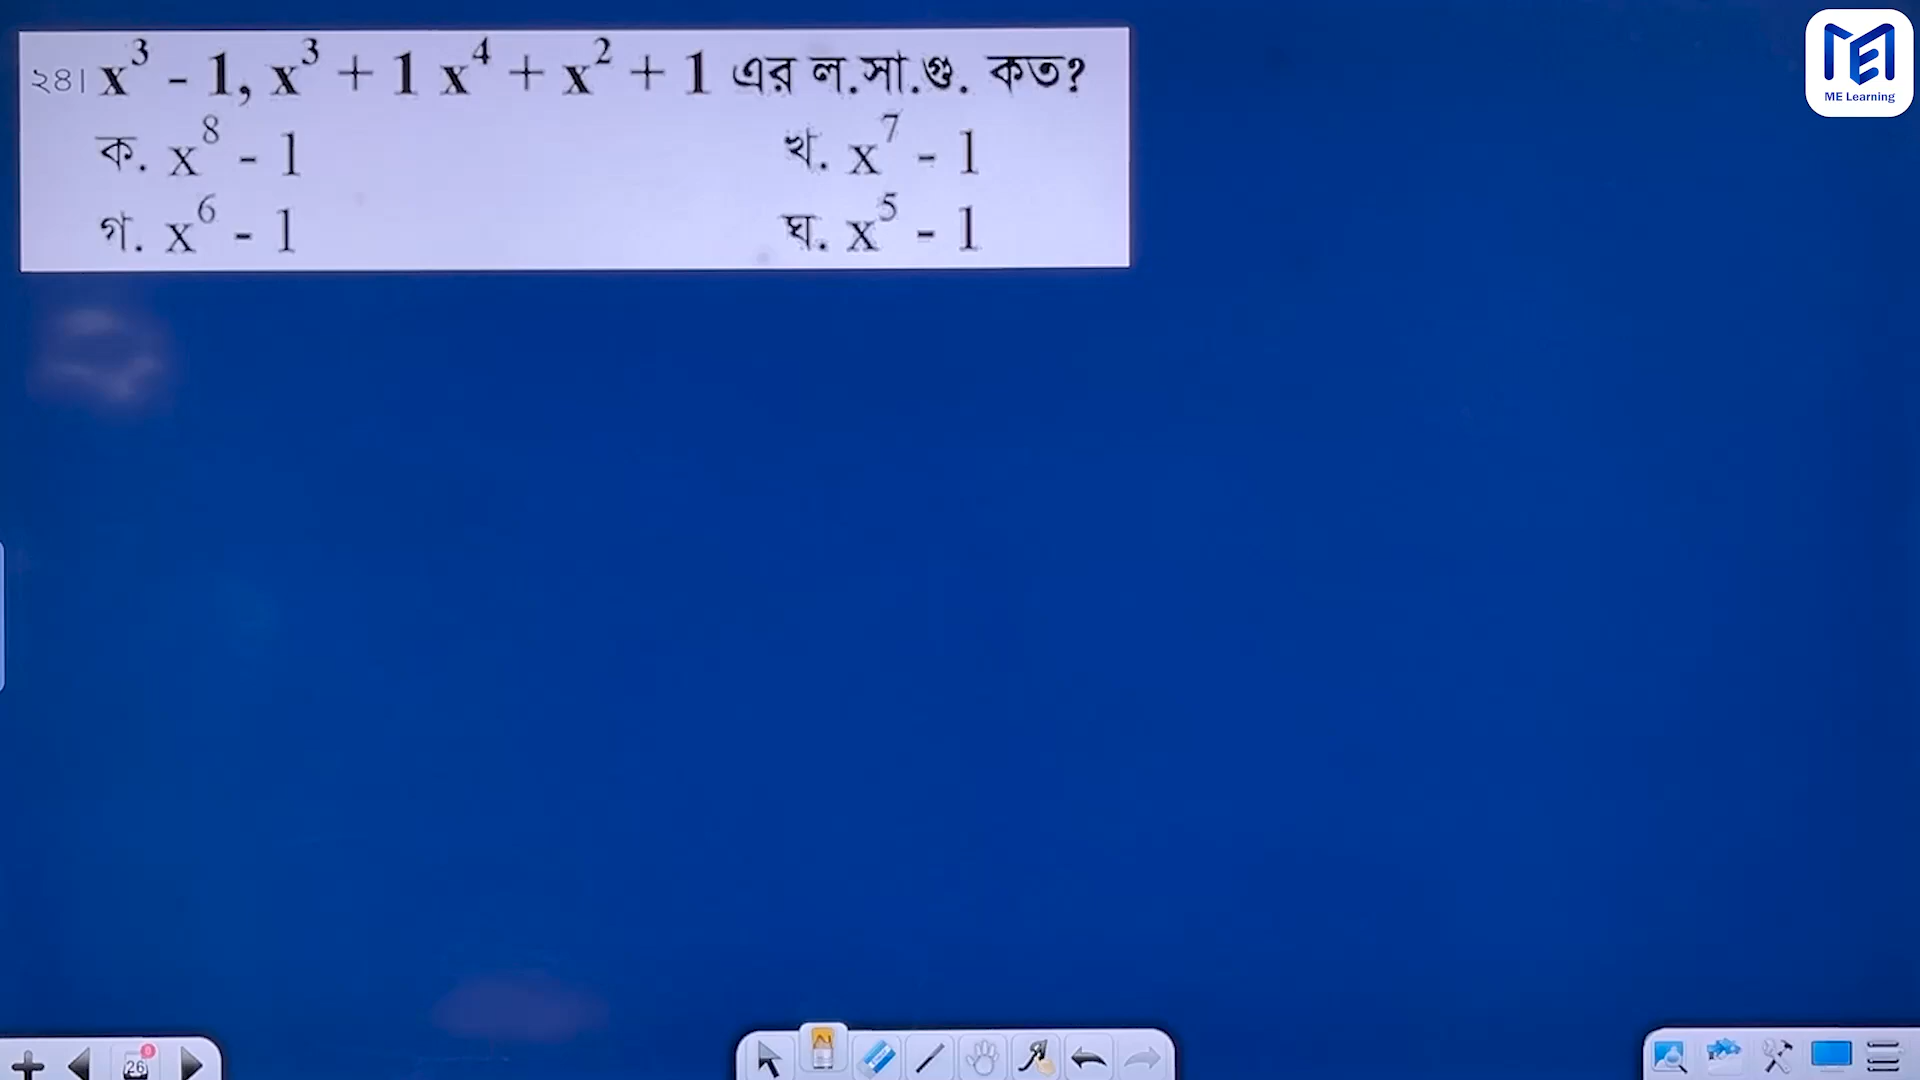 ২৪। x³ - 1, x³ + 1 x⁴ + x² + 1 এর ল.সা.গু. কত?
ক. x⁸ - 1 খ. x⁷ - 1
গ. x⁶ - 1 ঘ. x⁵ - 1
ME Learning
26